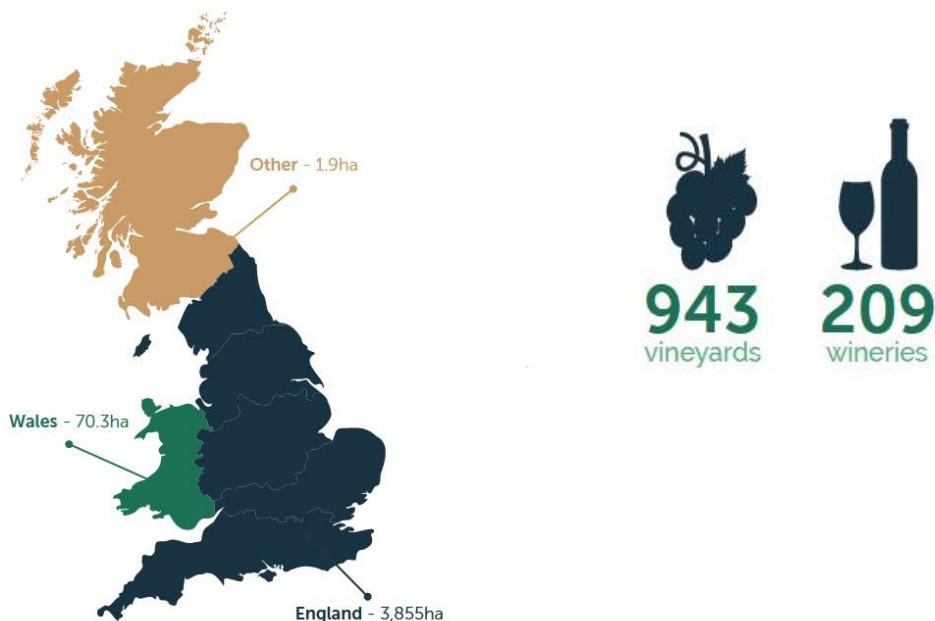 Other - 1.9ha
943
vineyards
209
wineries
Wales - 70.3ha
England - 3,855ha